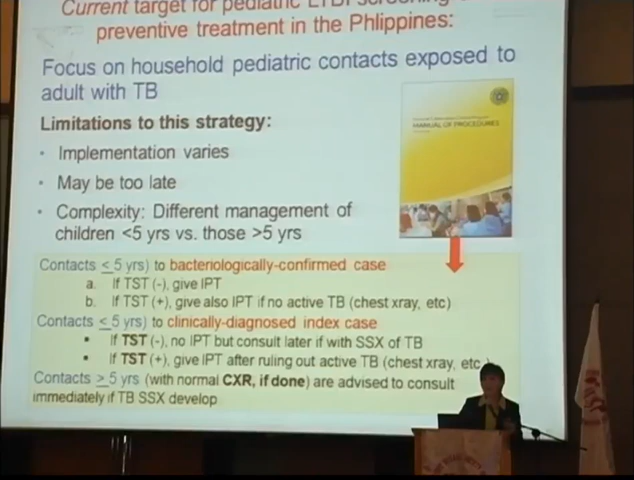 Current target for pediatric LTBI screening
preventive treatment in the Phlippines:
Focus on household pediatric contacts exposed to
adult with TB
Limitations to this strategy:
• Implementation varies
• May be too late
• Complexity: Different management of
children <5 yrs vs. those >5 yrs
MANUAL OF PROCEDURES
Contacts < 5 yrs) to bacteriologically-confirmed case
a. If TST (-), give IPT
b. If TST (+), give also IPT if no active TB (chest xray, etc)
Contacts < 5 yrs) to clinically-diagnosed index case
▪ If TST (-), no IPT but consult later if with SSX of TB
▪ If TST (+), give IPT after ruling out active TB (chest xray, etc
Contacts > 5 yrs (with normal CXR, if done) are advised to consult
immediately if TB SSX develop